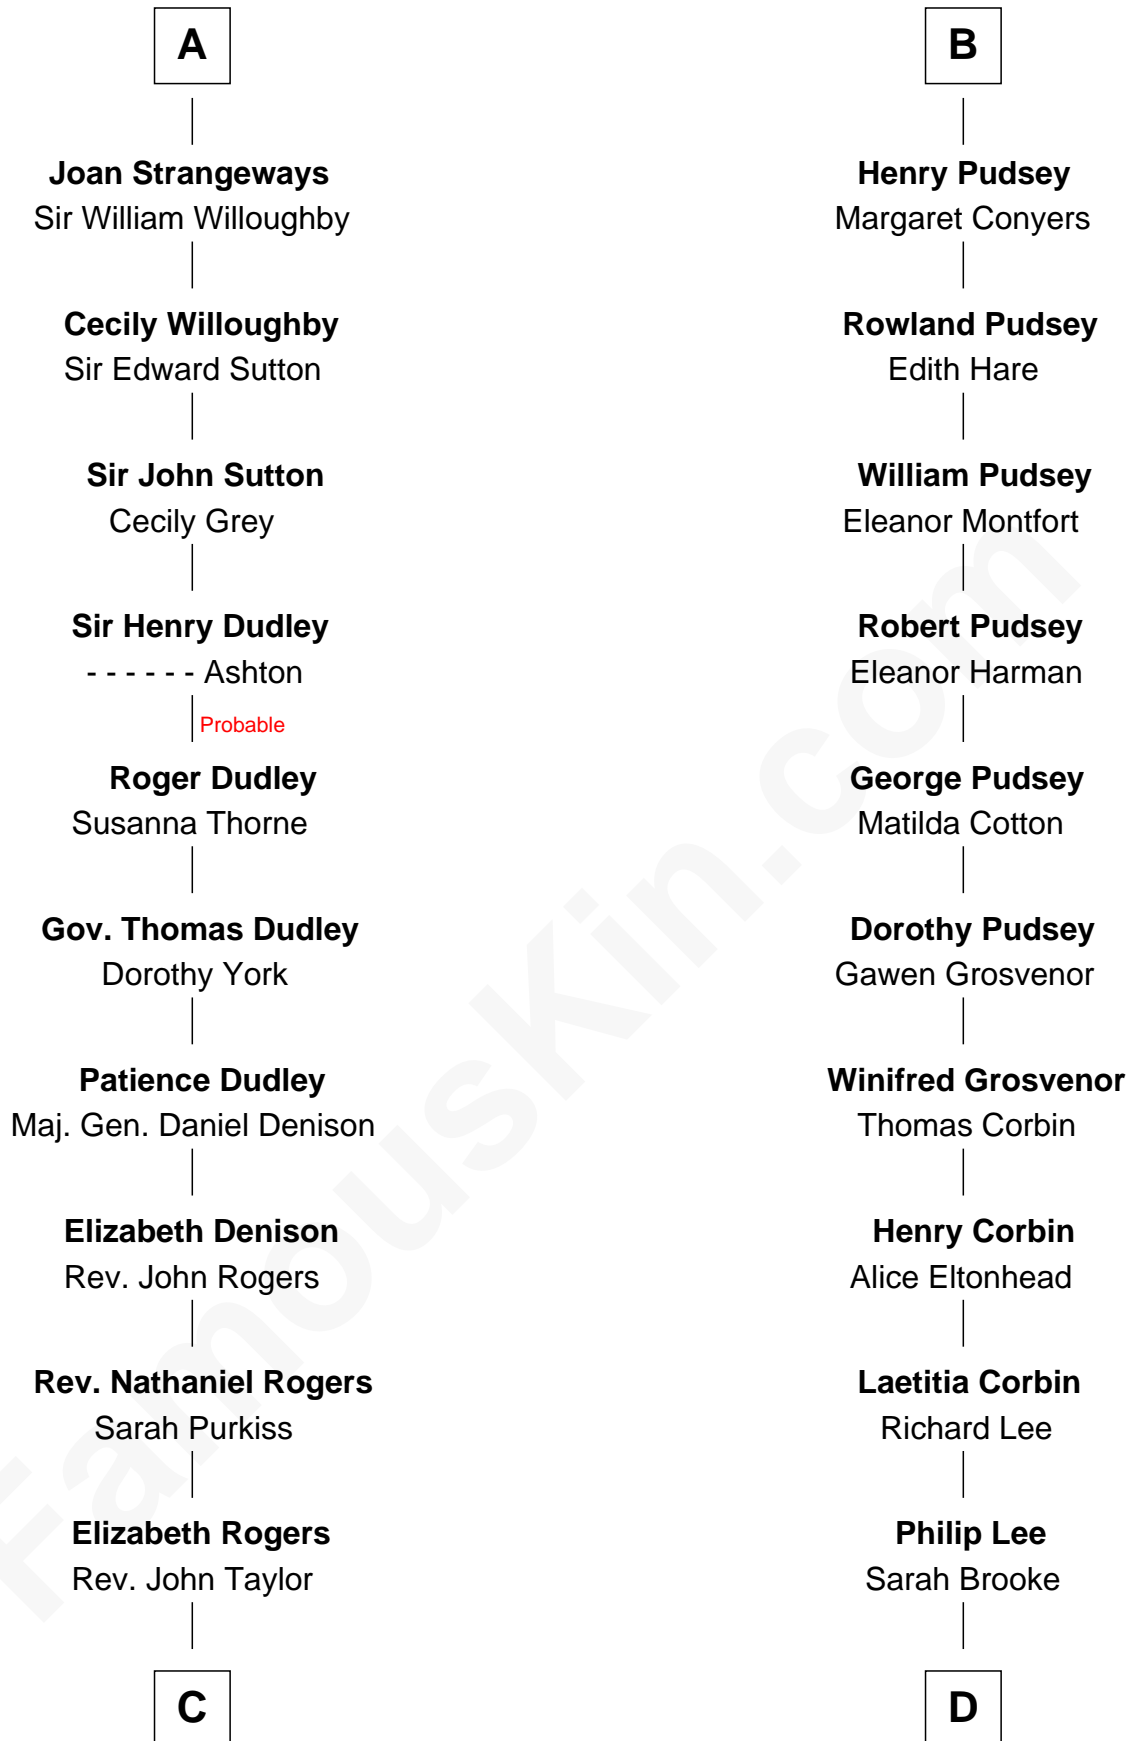 A
Joan Strangeways
Sir William Willoughby
Cecily Willoughby
Sir Edward Sutton
Sir John Sutton
Cecily Grey
Sir Henry Dudley
- - - - - - Ashton
Probable
Roger Dudley
Susanna Thorne
Gov. Thomas Dudley
Dorothy York
Patience Dudley
Maj. Gen. Daniel Denison
Elizabeth Denison
Rev. John Rogers
Rev. Nathaniel Rogers
Sarah Purkiss
Elizabeth Rogers
Rev. John Taylor
C
B
Henry Pudsey
Margaret Conyers
Rowland Pudsey
Edith Hare
William Pudsey
Eleanor Montfort
Robert Pudsey
Eleanor Harman
George Pudsey
Matilda Cotton
Dorothy Pudsey
Gawen Grosvenor
Winifred Grosvenor
Thomas Corbin
Henry Corbin
Alice Eltonhead
Laetitia Corbin
Richard Lee
Philip Lee
Sarah Brooke
D
FamousKin.com